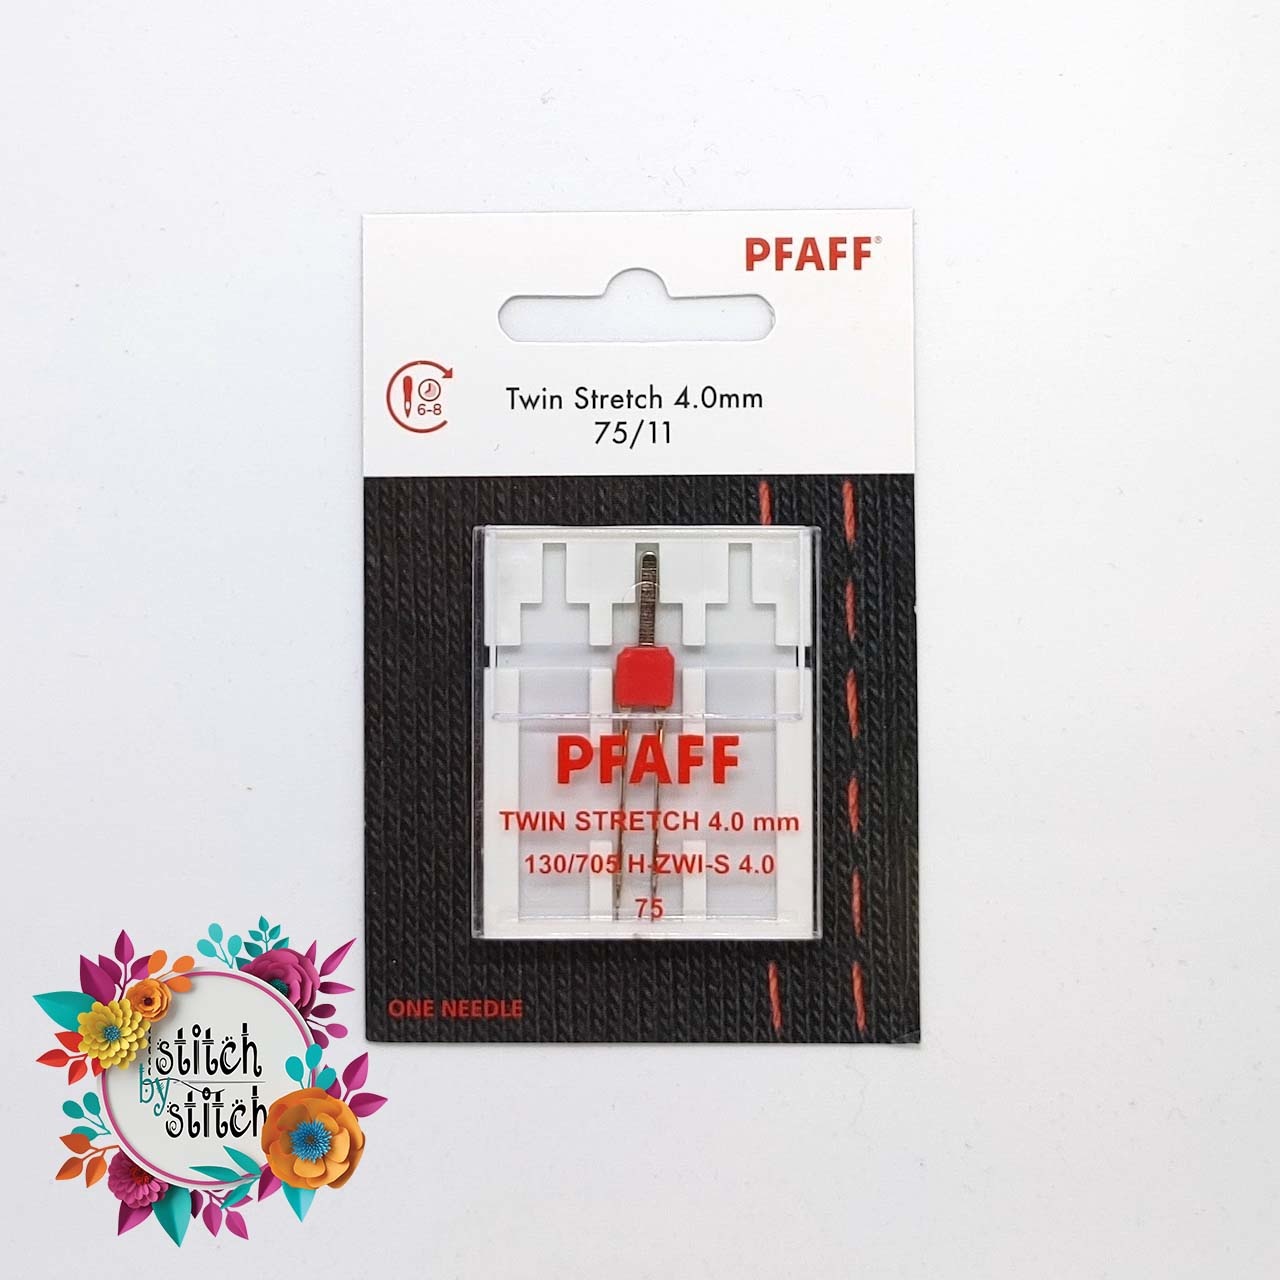 PFAFF®
6-8
Twin Stretch 4.0mm
75/11
PFAFF
TWIN STRETCH 4.0 mm
130/705 H-ZWI-S 4.0
75
ONE NEEDLE
stitch
by
stitch